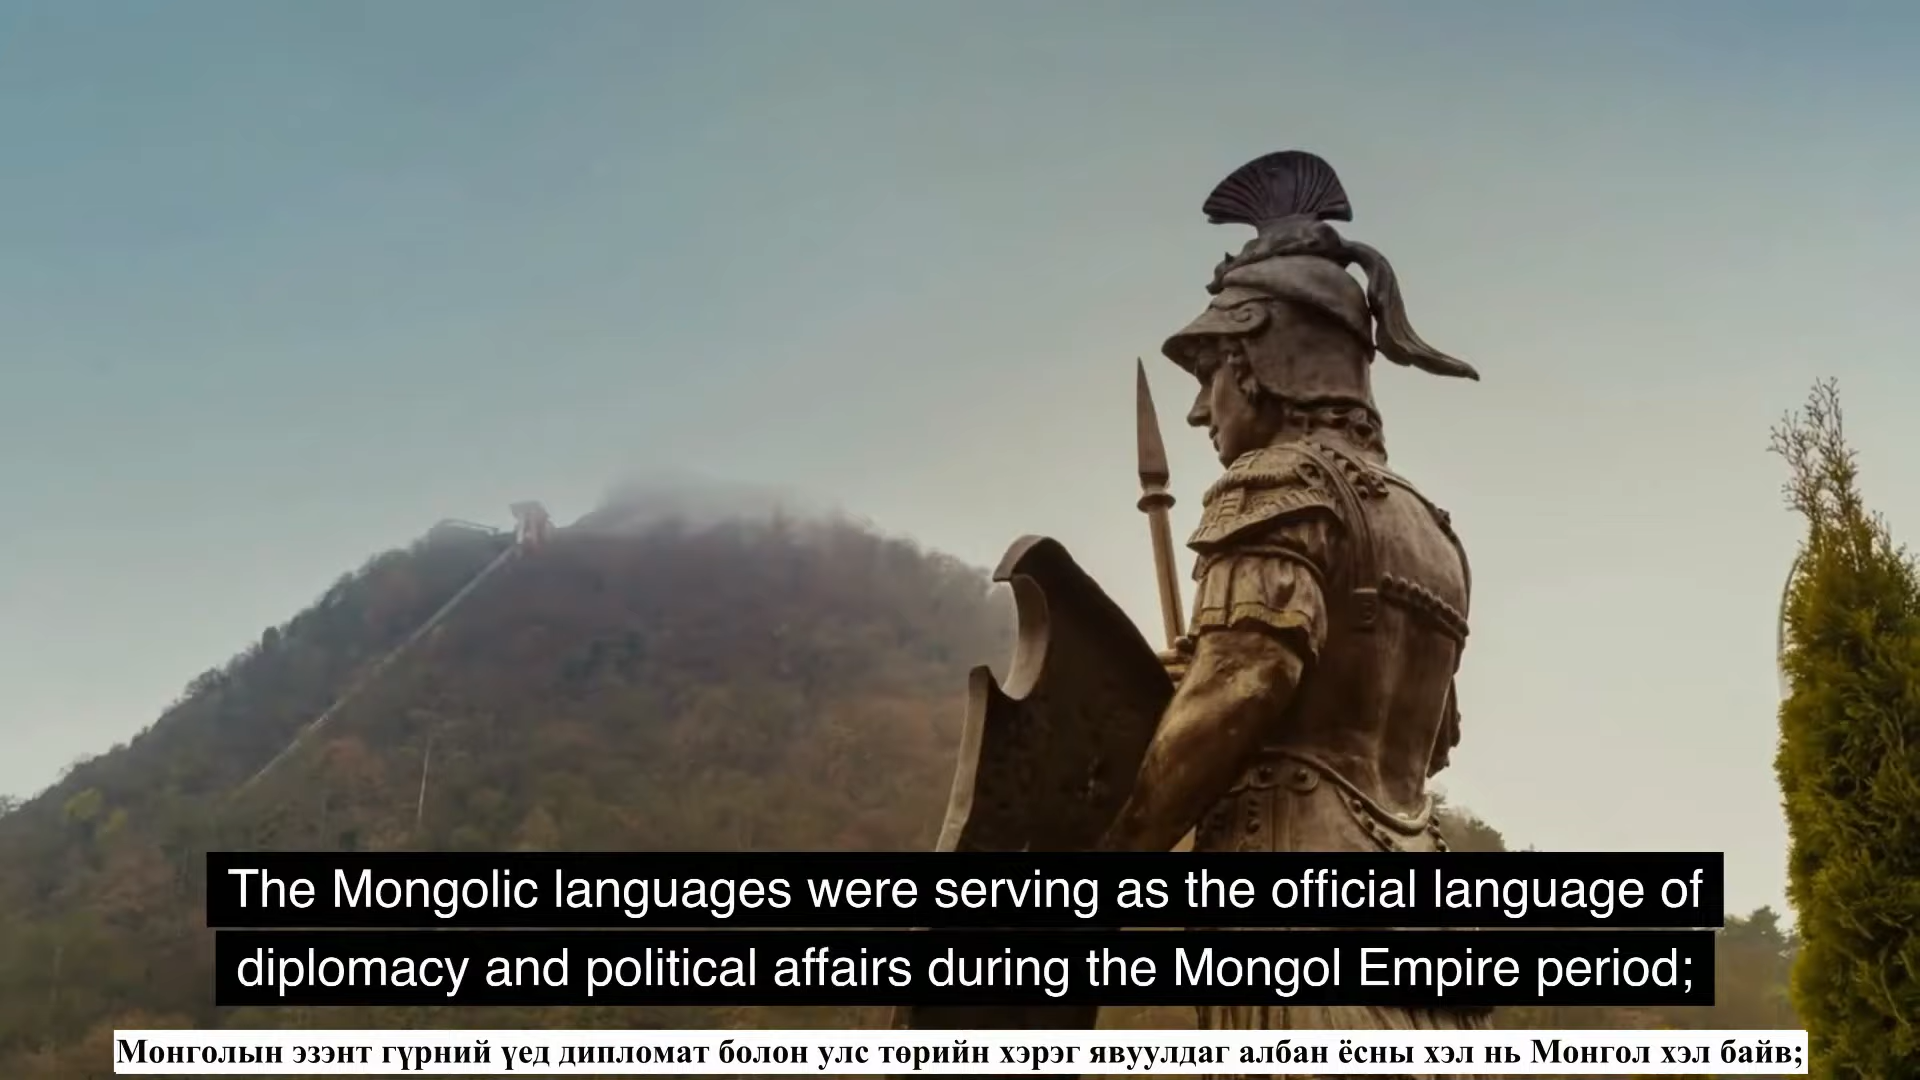 The Mongolic languages were serving as the official language of
diplomacy and political affairs during the Mongol Empire period;
Монголын эзэнт гүрний үед дипломат болон улс төрийн хэрэг явуулдаг албан ёсны хэл нь Монгол хэл байв;